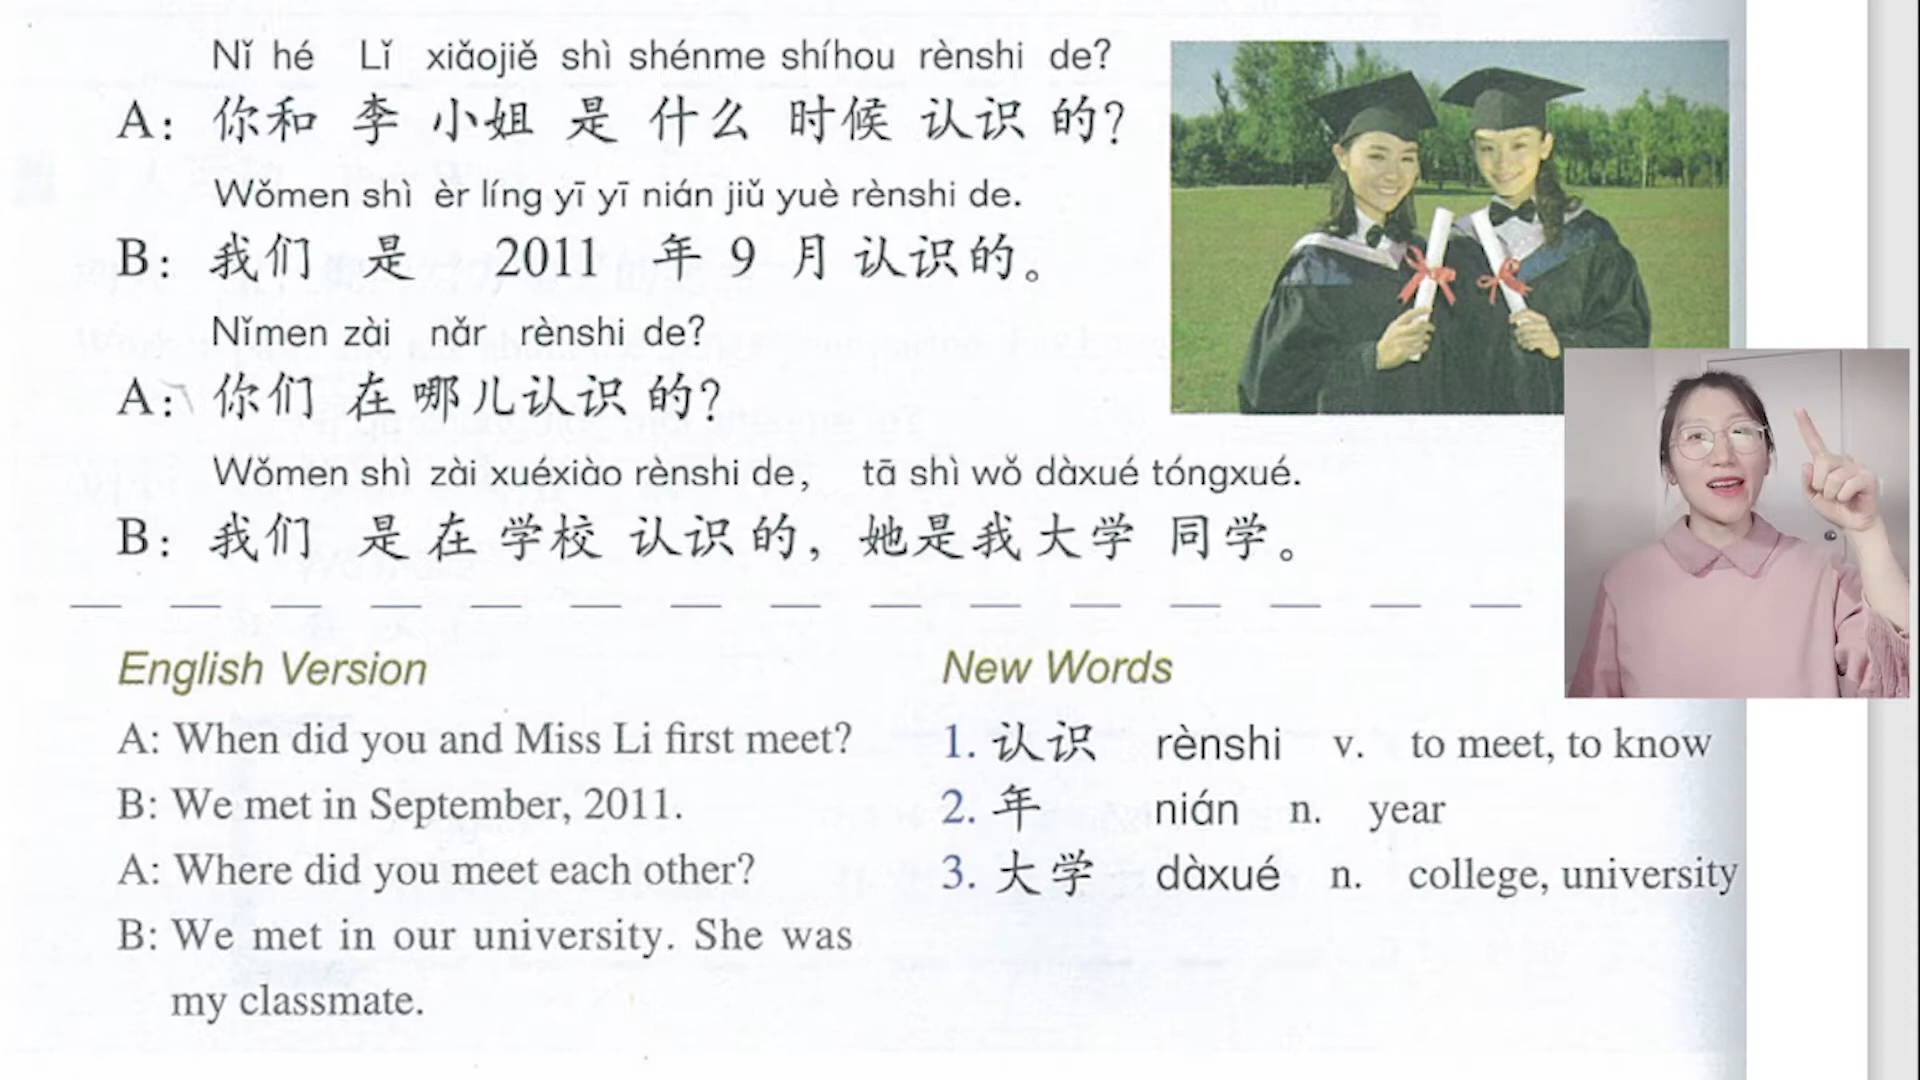 Nǐ hé Lǐ xiǎojiě shì shénme shíhou rènshi de?
A: 你和 李 小姐 是 什么 时候 认识 的?
Wǒmen shì èr líng yī yī nián jiǔ yuè rènshi de.
B: 我们 是 2011 年 9 月 认识的。
Nǐmen zài nǎr rènshi de?
A: 你们 在 哪儿认识 的?
Wǒmen shì zài xuéxiào rènshi de, tā shì wǒ dàxué tóngxué.
B: 我们 是 在 学校 认识 的, 她是我 大学 同学。
English Version
A: When did you and Miss Li first meet?
B: We met in September, 2011.
A: Where did you meet each other?
B: We met in our university. She was
my classmate.
New Words
1. 认识 rènshi v. to meet, to know
2. 年 nián n. year
3. 大学 dàxué n. college, university